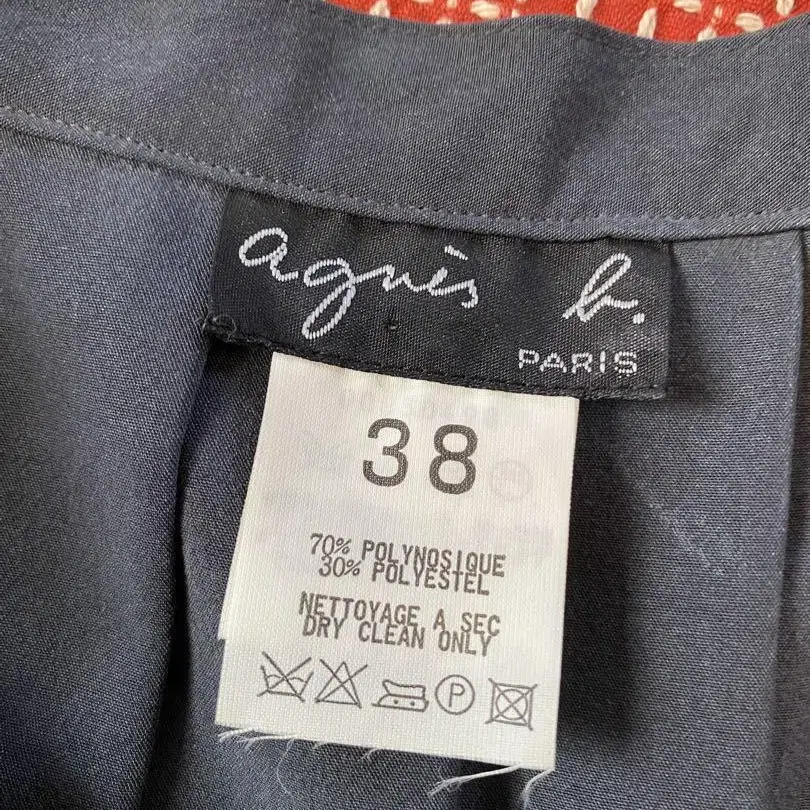 agnès b.
PARIS
38
70% POLYNOSIQUE
30% POLYESTEL
NETTOYAGE A SEC
DRY CLEAN ONLY
P